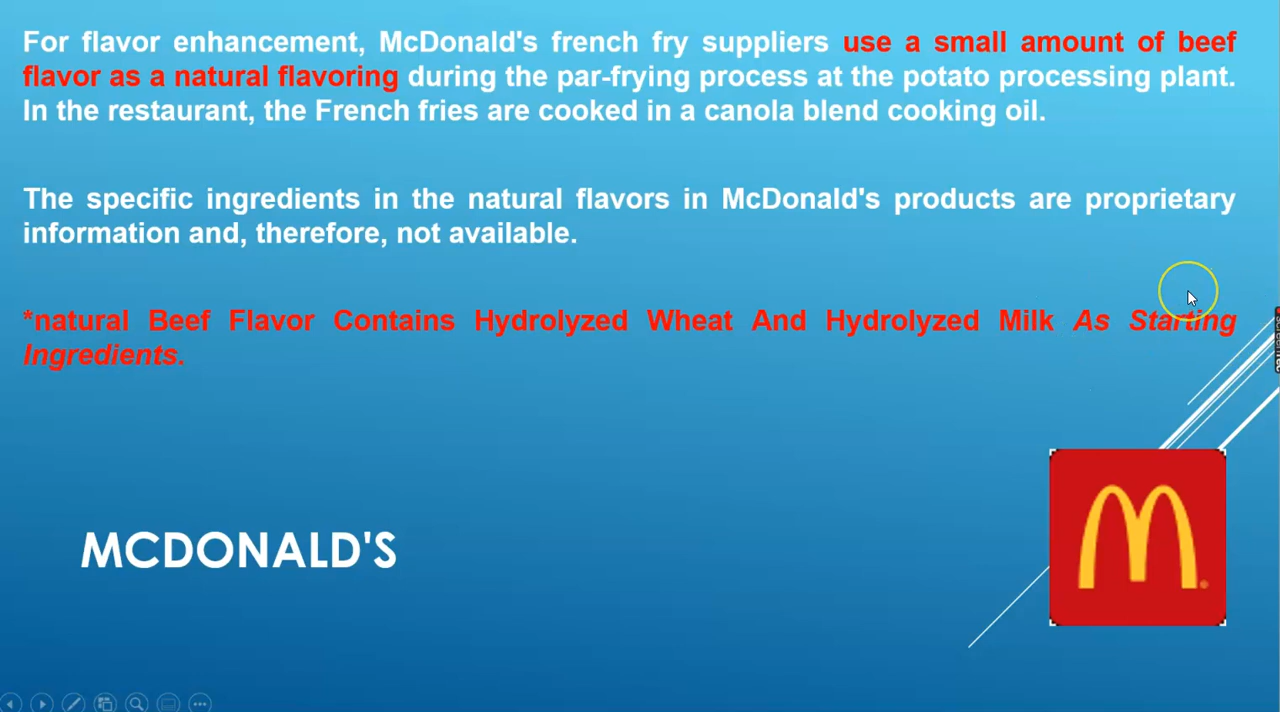 For flavor enhancement, McDonald's french fry suppliers use a small amount of beef
flavor as a natural flavoring during the par-frying process at the potato processing plant.
In the restaurant, the French fries are cooked in a canola blend cooking oil.
The specific ingredients in the natural flavors in McDonald's products are proprietary
information and, therefore, not available.
*natural Beef Flavor Contains Hydrolyzed Wheat And Hydrolyzed Milk As Starting
Ingredients.
MCDONALD'S